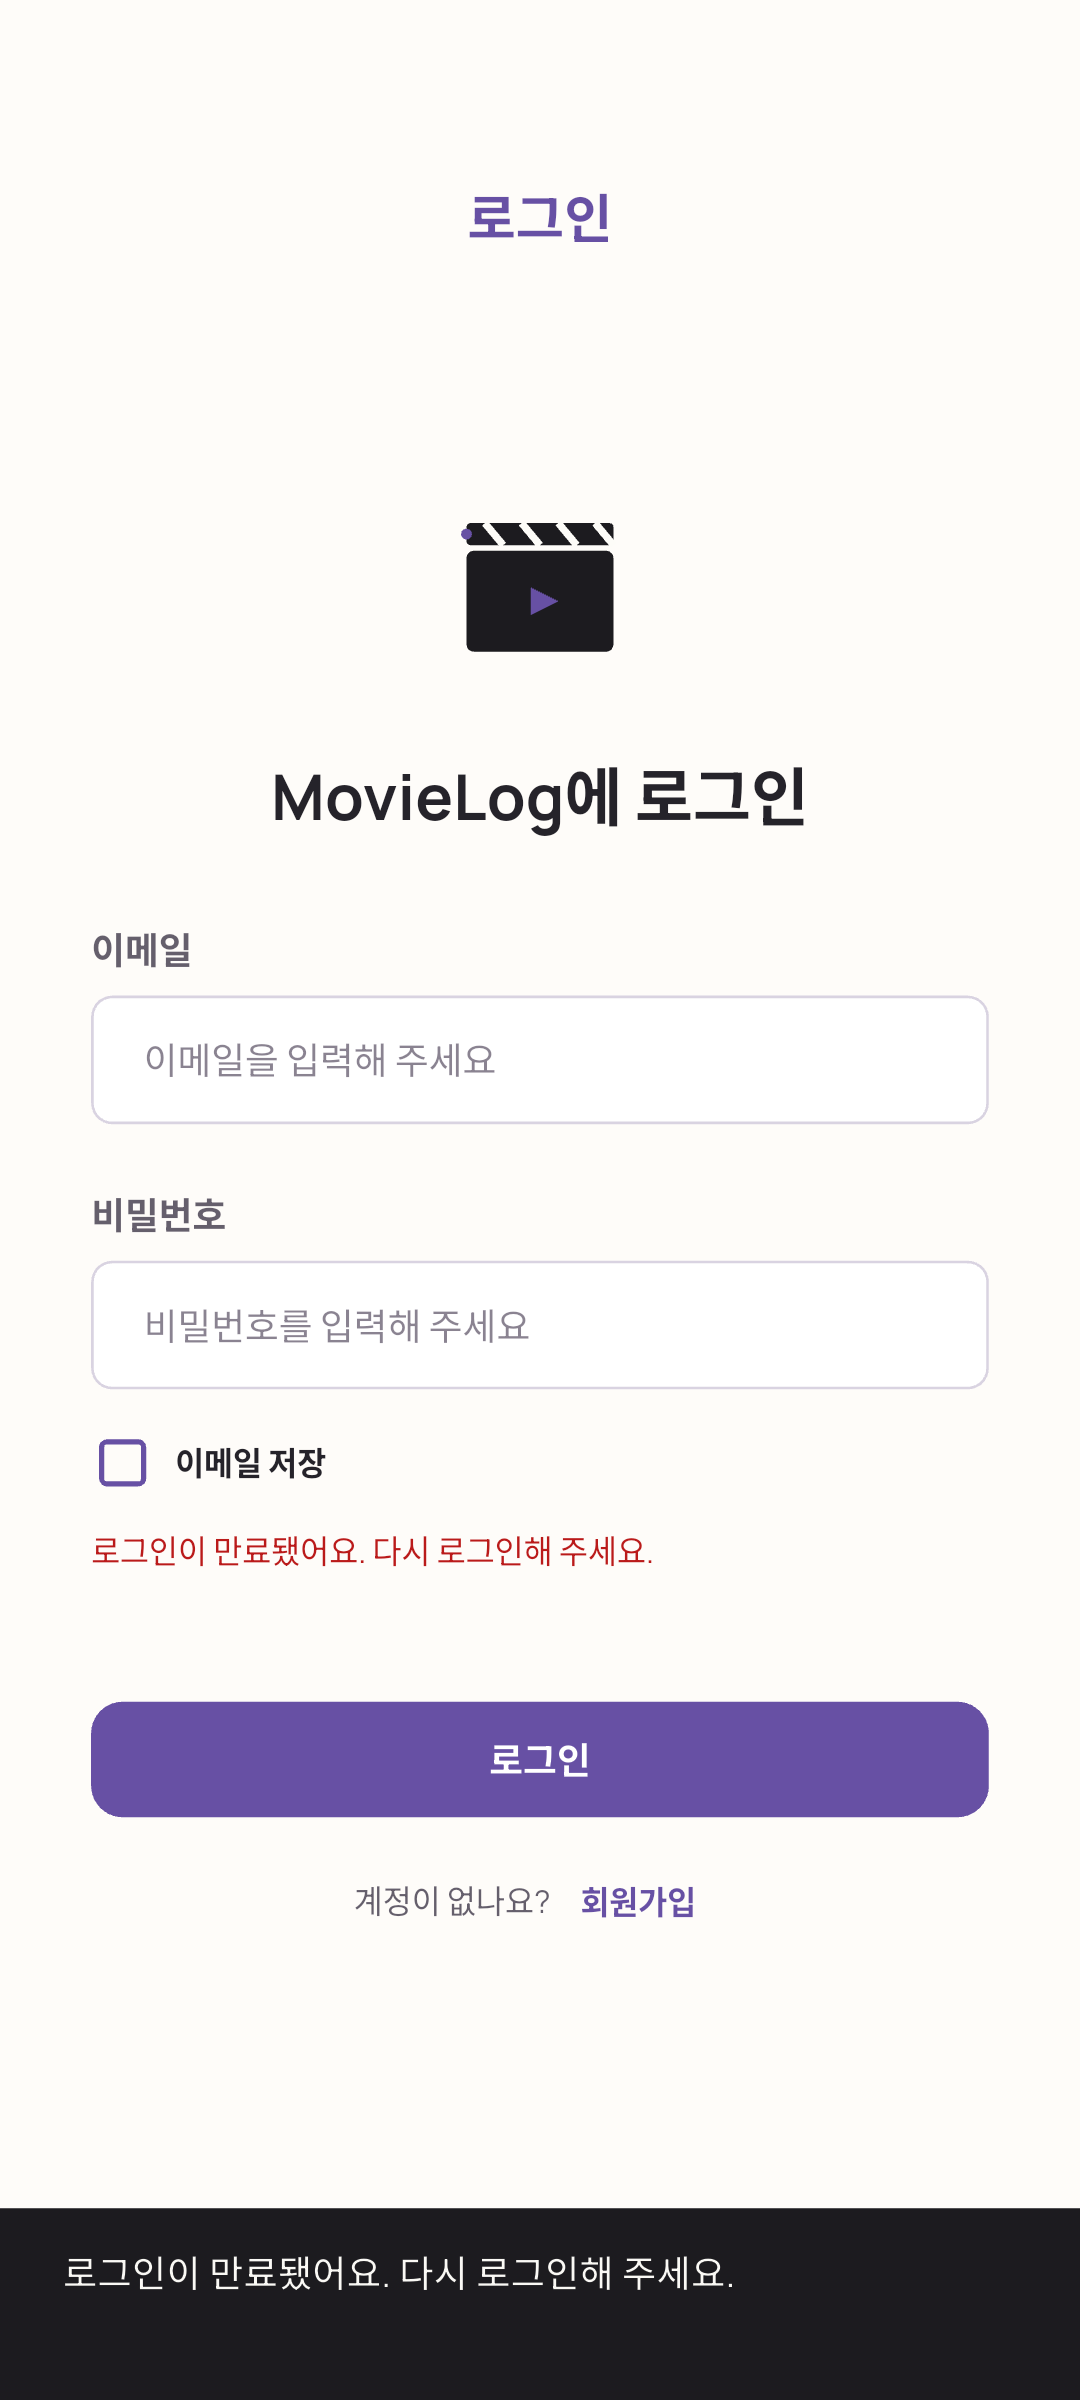 로그인
MovieLog에 로그인
이메일
이메일을 입력해 주세요
비밀번호
비밀번호를 입력해 주세요
이메일 저장
로그인이 만료됐어요. 다시 로그인해 주세요.
로그인
계정이 없나요? 회원가입
로그인이 만료됐어요. 다시 로그인해 주세요.